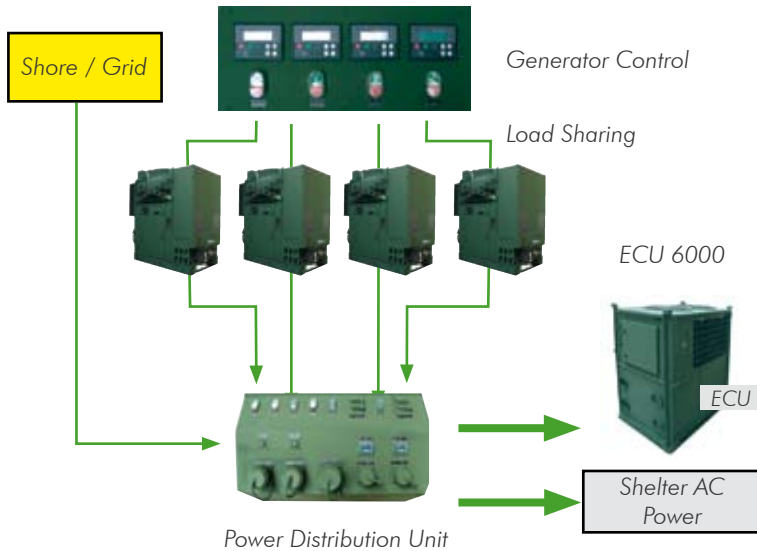 Shore / Grid
Generator Control
Load Sharing
ECU 6000
ECU
Shelter AC
Power
Power Distribution Unit